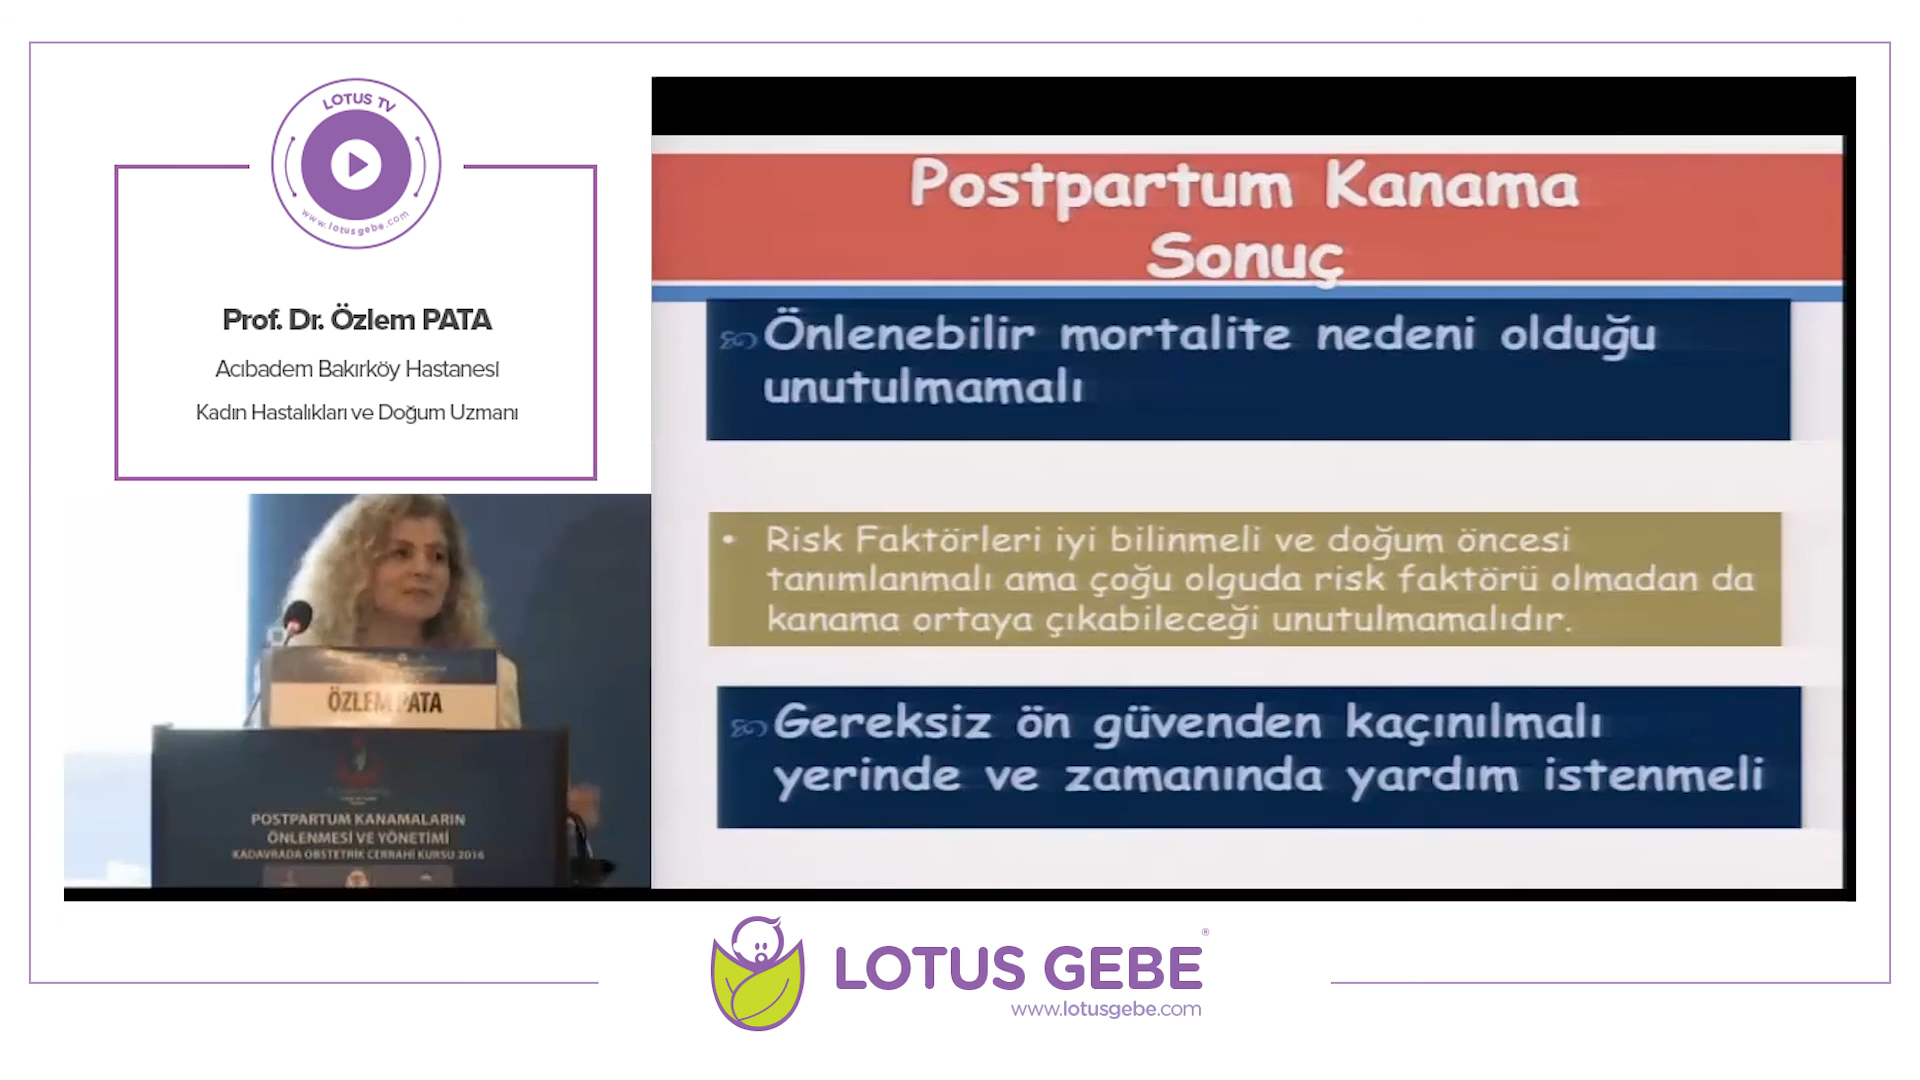 LOTUS TV
www.lotusgebe.com
Prof. Dr. Özlem PATA
Acıbadem Bakırköy Hastanesi
Kadın Hastalıkları ve Doğum Uzmanı
Postpartum Kanama
Sonuç
Önlenebilir mortalite nedeni olduğu
unutulmamalı
• Risk Faktörleri iyi bilinmeli ve doğum öncesi
tanımlanmalı ama çoğu olguda risk faktörü olmadan da
kanama ortaya çıkabileceği unutulmamalıdır.
Gereksiz ön güvenden kaçınılmalı
yerinde ve zamanında yardım istenmeli
ÖZLEM PATA
POSTPARTUM KANAMALARIN
ÖNLENMESİ VE YÖNETİMİ
KADAVRADA OBSTETRİK CERRAHİ KURSU 2016
LOTUS GEBE®
www.lotusgebe.com